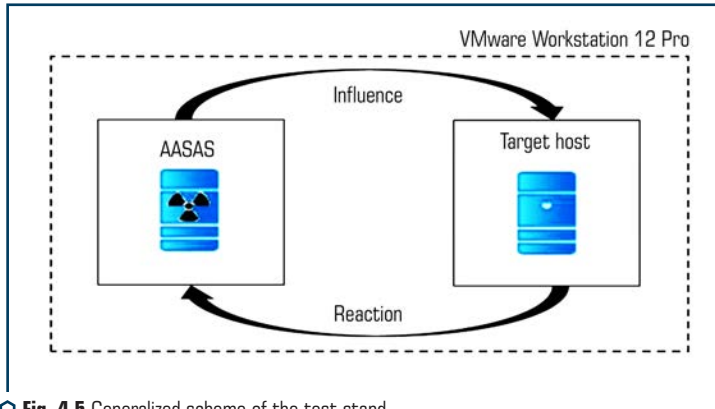 VMware Workstation 12 Pro
Influence
AASAS
Target host
Reaction
Fig. 4.5 Generalized scheme of the test stand